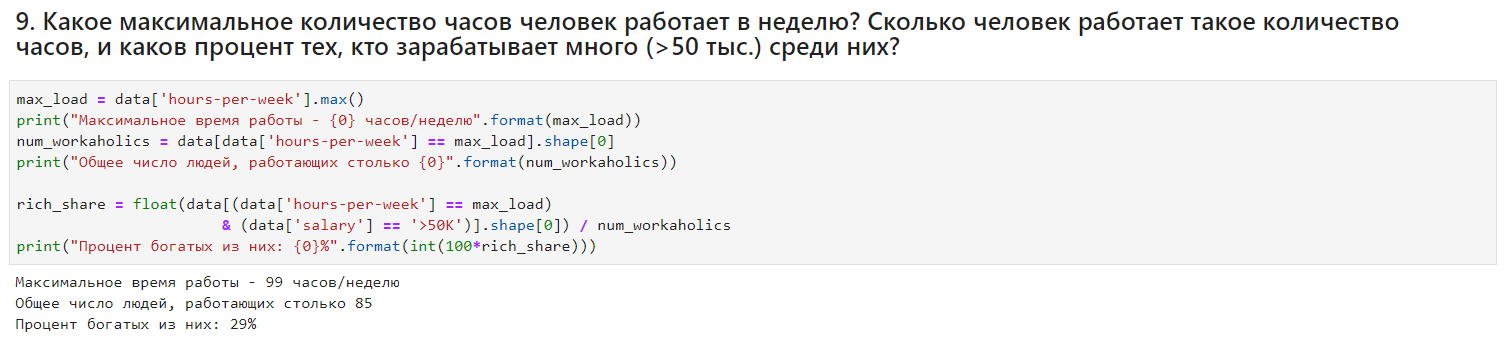 9. Какое максимальное количество часов человек работает в неделю? Сколько человек работает такое количество
часов, и каков процент тех, кто зарабатывает много (>50 тыс.) среди них?
max_load = data['hours-per-week'].max()
print("Максимальное время работы - {0} часов/неделю".format(max_load))
num_workaholics = data[data['hours-per-week'] == max_load].shape[0]
print("Общее число людей, работающих столько {0}".format(num_workaholics))
rich_share = float(data[(data['hours-per-week'] == max_load)
& (data['salary'] == '>50K')].shape[0]) / num_workaholics
print("Процент богатых из них: {0}%".format(int(100*rich_share)))
Максимальное время работы - 99 часов/неделю
Общее число людей, работающих столько 85
Процент богатых из них: 29%